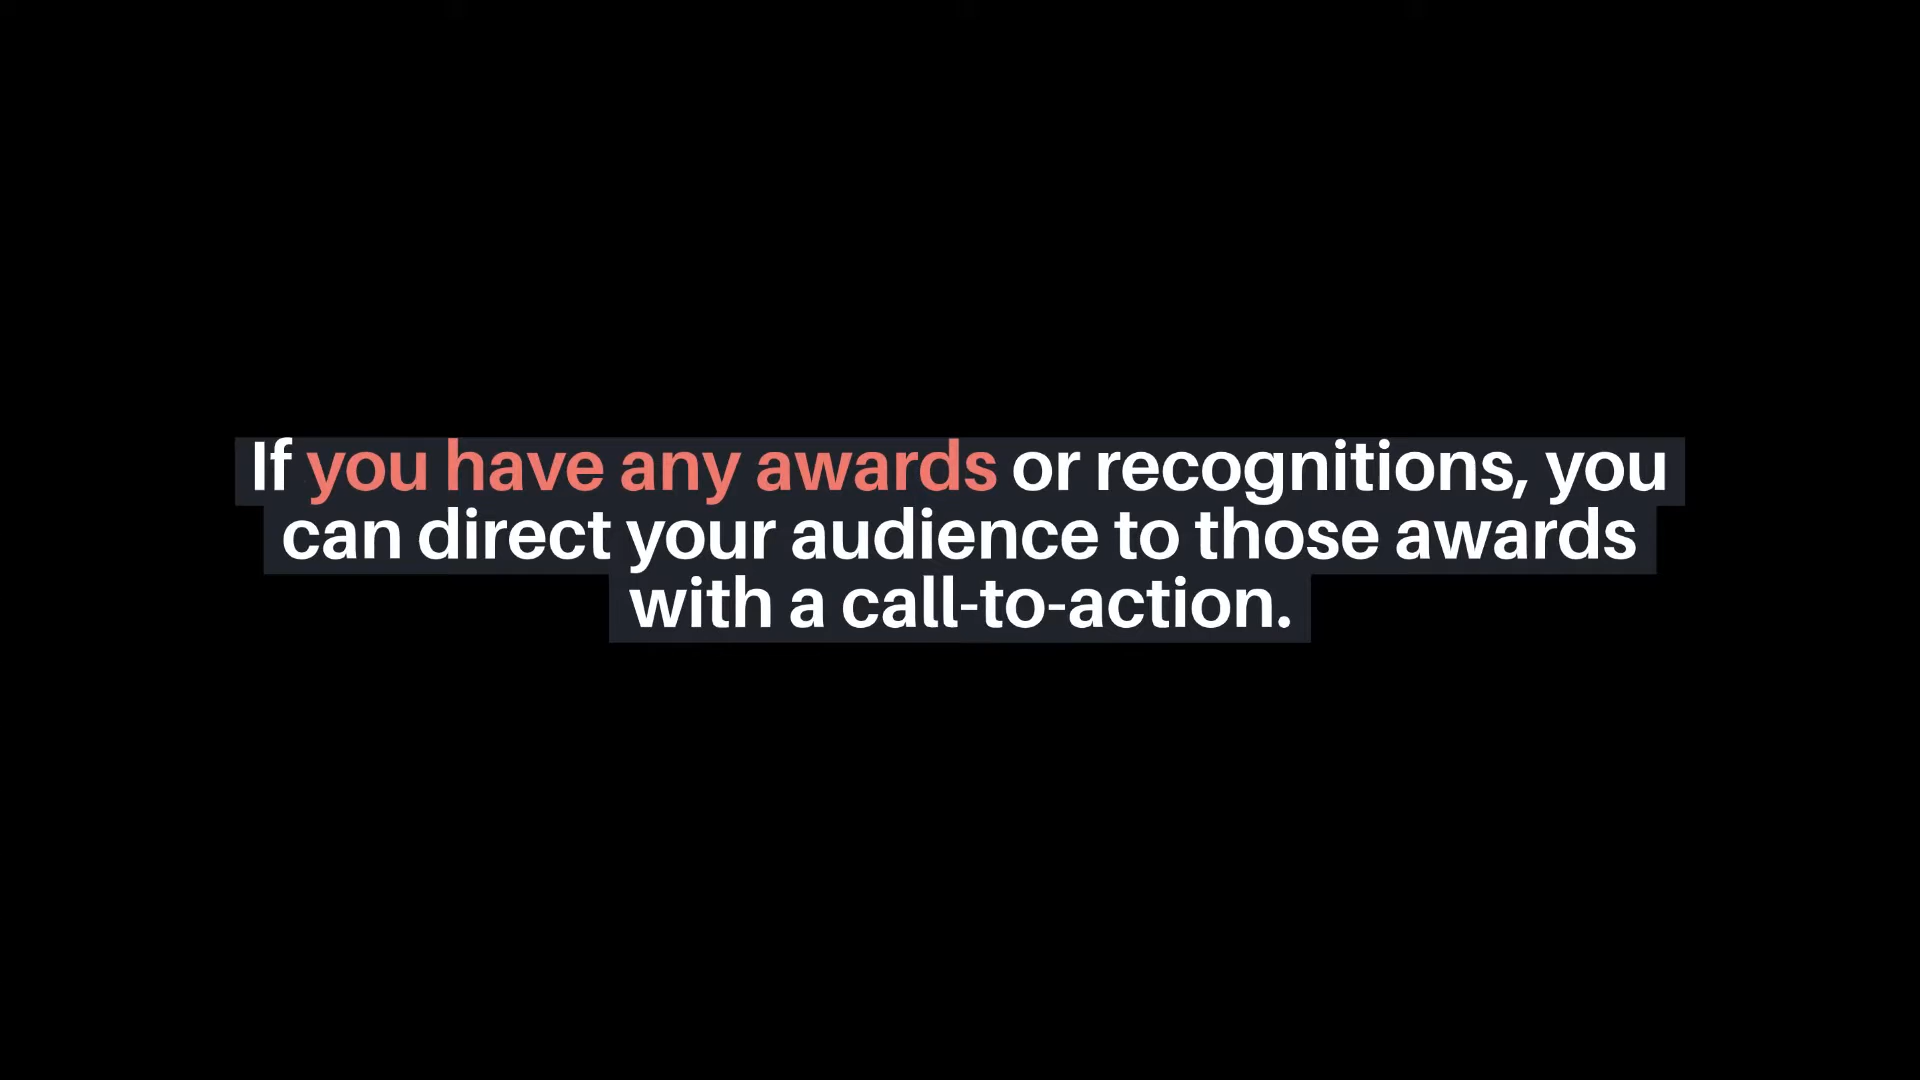 If you have any awards or recognitions, you
can direct your audience to those awards
with a call-to-action.